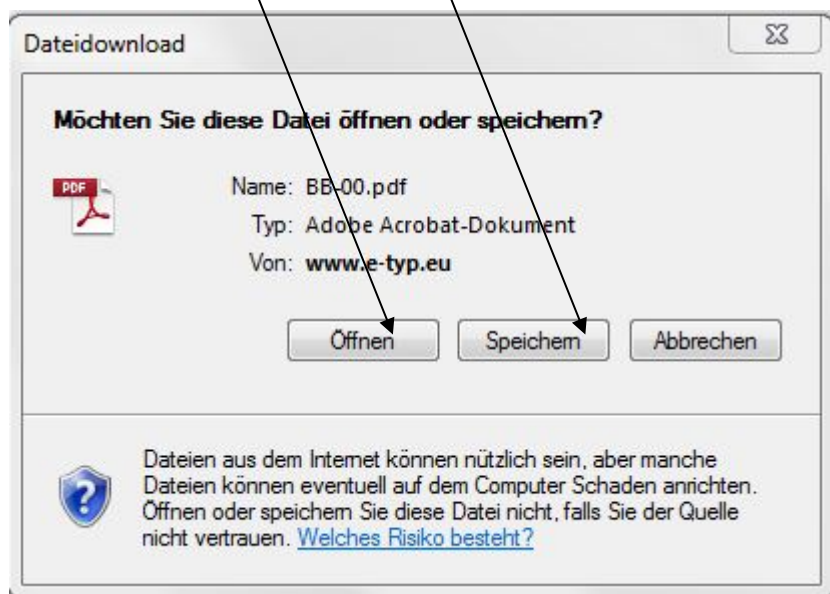 Dateidownload
Möchten Sie diese Datei öffnen oder speichern?
PDF
Name: BB-00.pdf
Typ: Adobe Acrobat-Dokument
Von: www.e-typ.eu
Öffnen Speichern Abbrechen
Dateien aus dem Internet können nützlich sein, aber manche
Dateien können eventuell auf dem Computer Schaden anrichten.
Öffnen oder speichern Sie diese Datei nicht, falls Sie der Quelle
nicht vertrauen. Welches Risiko besteht?